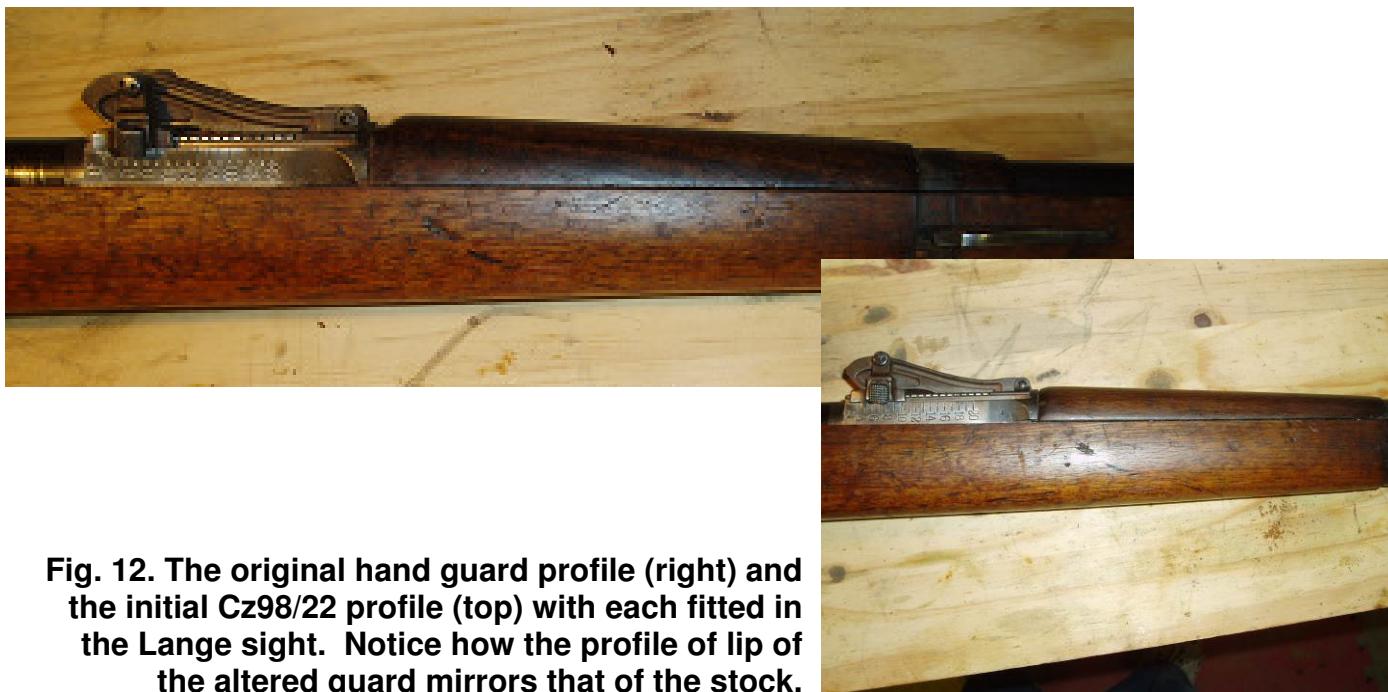 Fig. 12. The original hand guard profile (right) and
the initial Cz98/22 profile (top) with each fitted in
the Lange sight. Notice how the profile of lip of
the altered guard mirrors that of the stock.